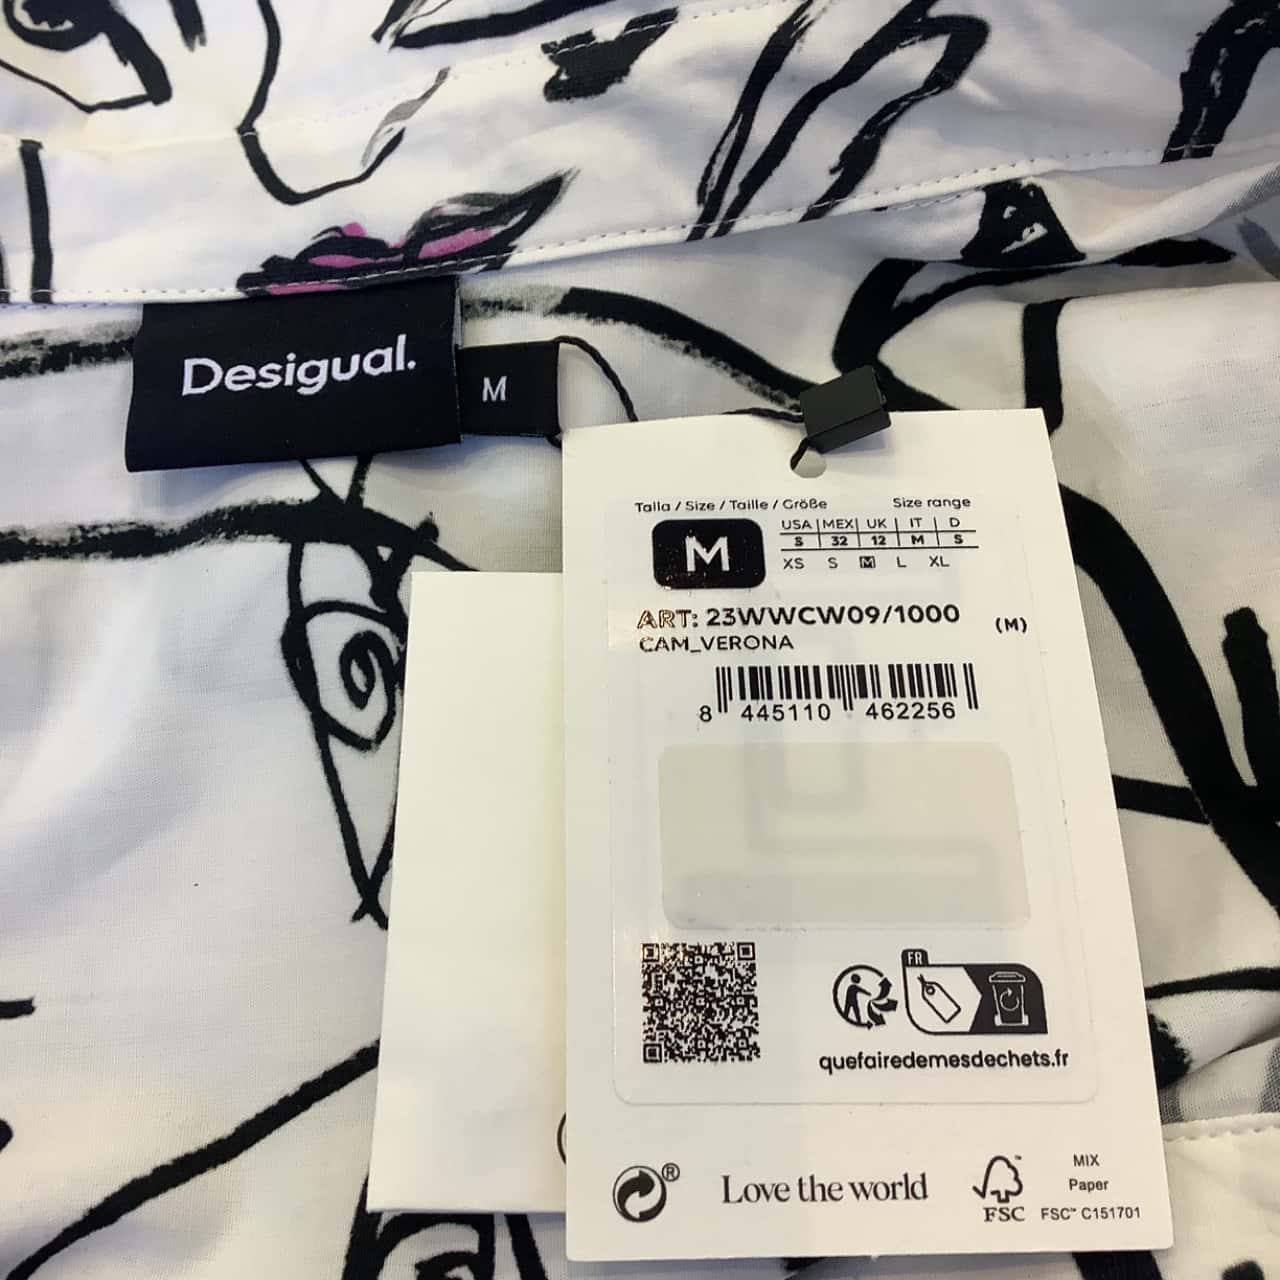 Desigual.
M
Talla / Size / Taille / Größe
Size range
M
USA | MEX | UK | IT | D
S | 32 | 12 | M | S
XS S M L XL
ART: 23WWCW09/1000 (M)
CAM_VERONA
8 445110 462256
FR
quefairedemesdechets.fr
®
Love the world
FSC™
MIX
Paper
FSC™ C151701